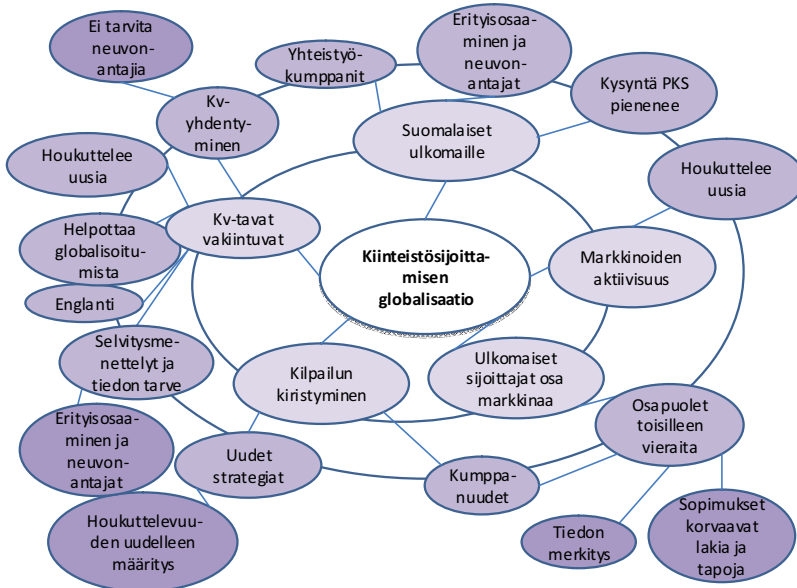 Ei tarvita
neuvon-
antajia
Yhteistyö-
kumppanit
Erityisosaa-
minen ja
neuvon-
antajat
Kysyntä PKS
pienenee
Kv-
yhdenty-
minen
Suomalaiset
ulkomaille
Houkuttelee
uusia
Houkuttelee
uusia
Kv-tavat
vakiintuvat
Helpottaa
globalisoitu-
mista
Kiinteistösijoitta-
misen
globalisaatio
Markkinoiden
aktiivisuus
Englanti
Selvitysme-
nettelyt ja
tiedon tarve
Kilpailun
kiristyminen
Ulkomaiset
sijoittajat osa
markkinaa
Osapuolet
toisilleen
vieraita
Erityisosaa-
minen ja
neuvon-
antajat
Uudet
strategiat
Kumppa-
nuudet
Houkuttelevuu-
den uudelleen
määritys
Tiedon
merkitys
Sopimukset
korvaavat
lakia ja
tapoja